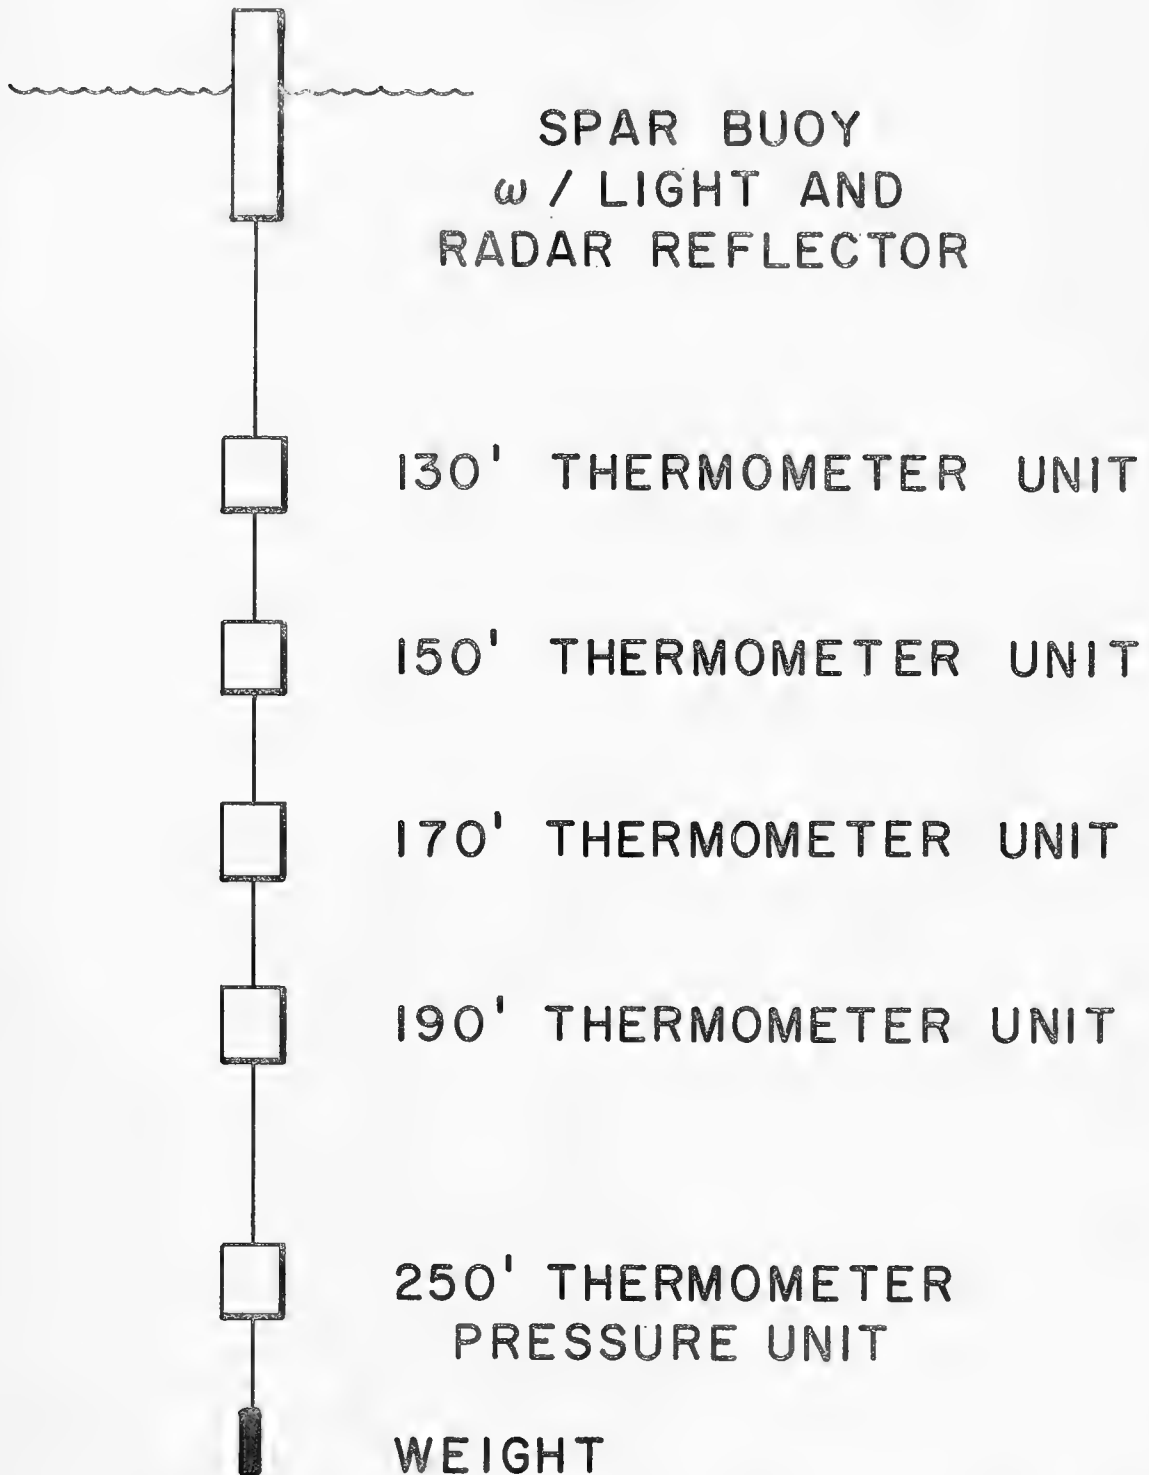 SPAR BUOY
ω / LIGHT AND
RADAR REFLECTOR
130' THERMOMETER UNIT
150' THERMOMETER UNIT
170' THERMOMETER UNIT
190' THERMOMETER UNIT
250' THERMOMETER
PRESSURE UNIT
WEIGHT